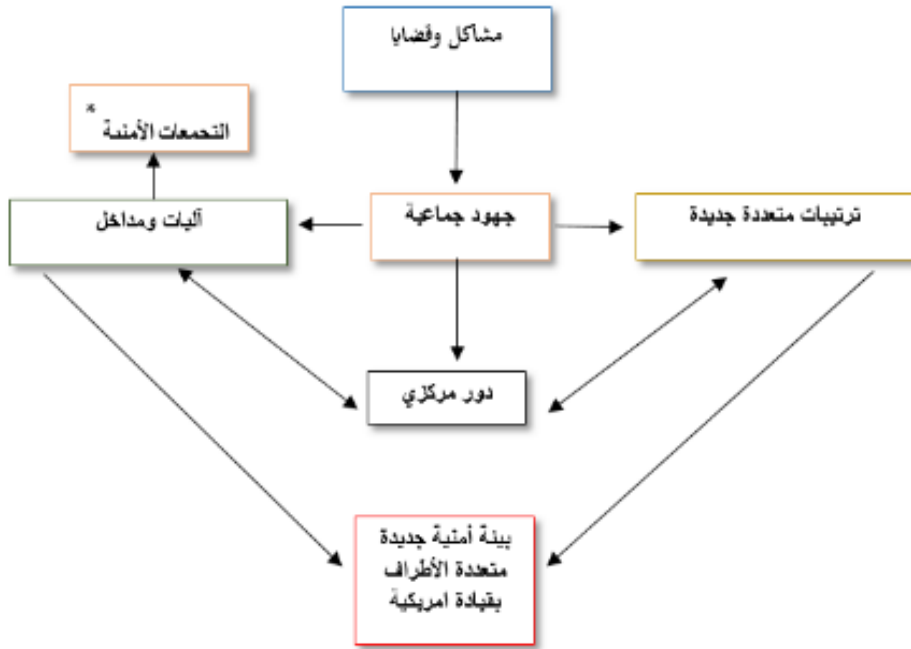 مشاكل وقضايا
التجمعات الأمنية *
ترتيبات متعددة جديدة
جهود جماعية
آليات ومداخل
دور مركزي
بيئة أمنية جديدة
متعددة الأطراف
بقيادة امريكية